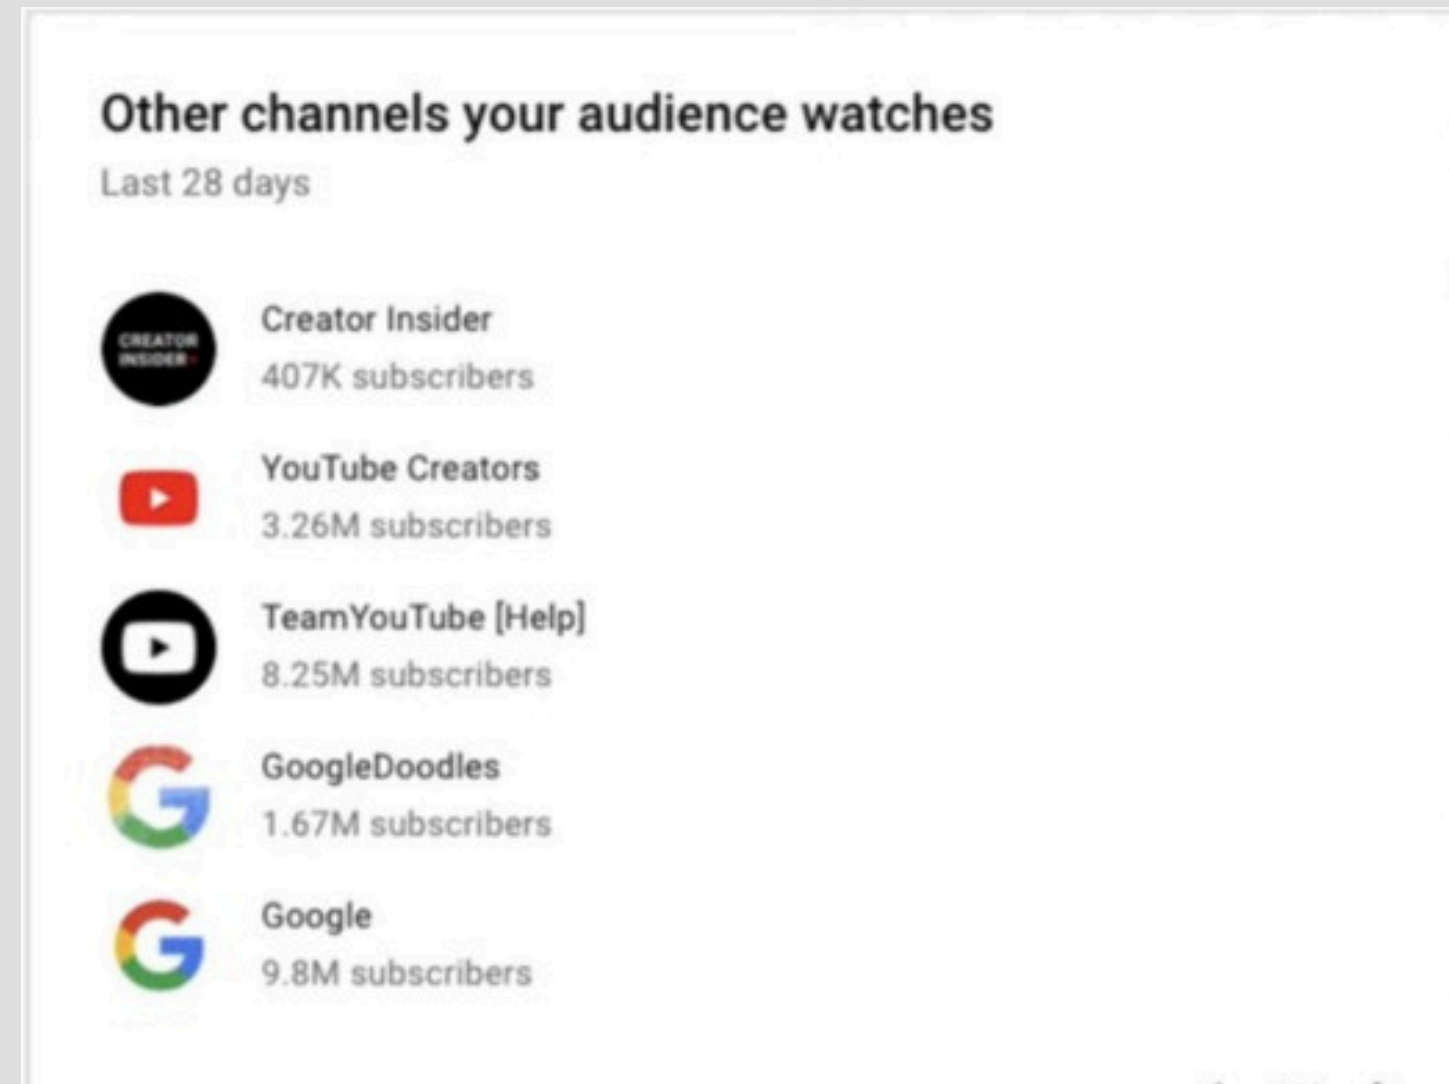 Other channels your audience watches
Last 28 days
CREATOR
INSIDER
Creator Insider
407K subscribers
YouTube Creators
3.26M subscribers
TeamYouTube [Help]
8.25M subscribers
GoogleDoodles
1.67M subscribers
Google
9.8M subscribers